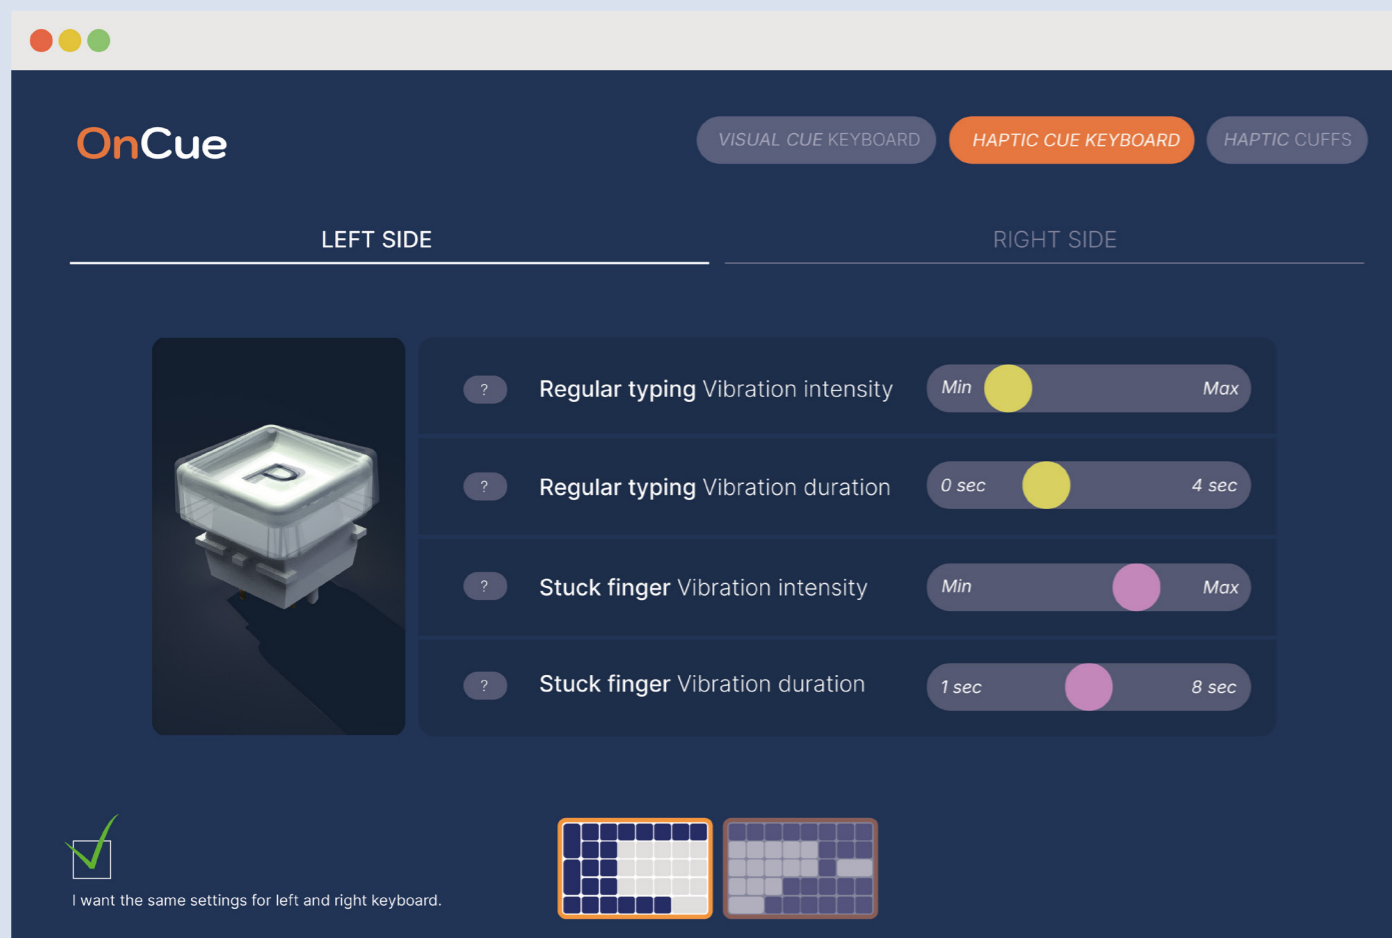 OnCue
VISUAL CUE KEYBOARD
HAPTIC CUE KEYBOARD
HAPTIC CUFFS
LEFT SIDE
RIGHT SIDE
P
? Regular typing Vibration intensity Min Max
? Regular typing Vibration duration 0 sec 4 sec
? Stuck finger Vibration intensity Min Max
? Stuck finger Vibration duration 1 sec 8 sec
I want the same settings for left and right keyboard.